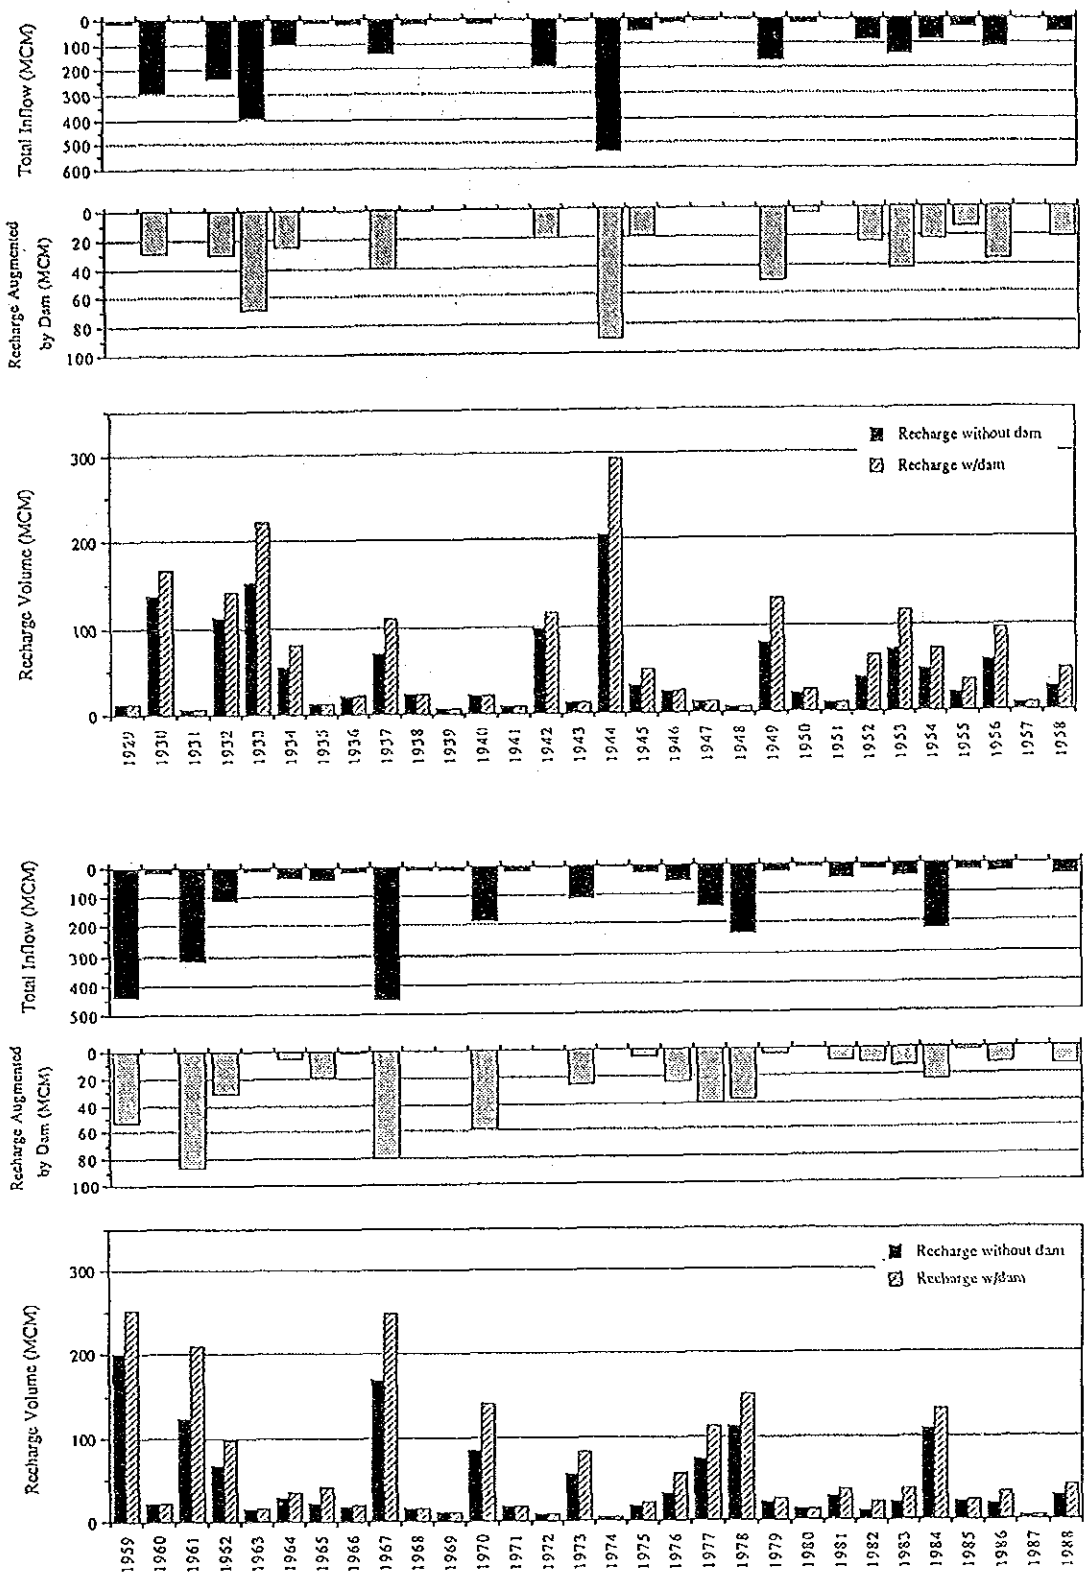 Total Inflow (MCM)
0
100
200
300
400
500
600
Recharge Augmented
by Dam (MCM)
0
20
40
60
80
100
Recharge Volume (MCM)
300
200
100
0
Recharge without dam
Recharge w/dam
1929 1930 1931 1932 1933 1934 1935 1936 1937 1938 1939 1940 1941 1942 1943 1944 1945 1946 1947 1948 1949 1950 1951 1952 1953 1954 1955 1956 1957 1958
Total Inflow (MCM)
0
100
200
300
400
500
Recharge Augmented
by Dam (MCM)
0
20
40
60
80
100
Recharge Volume (MCM)
300
200
100
0
Recharge without dam
Recharge w/dam
1959 1960 1961 1962 1963 1964 1965 1966 1967 1968 1969 1970 1971 1972 1973 1974 1975 1976 1977 1978 1979 1980 1981 1982 1983 1984 1985 1986 1987 1988